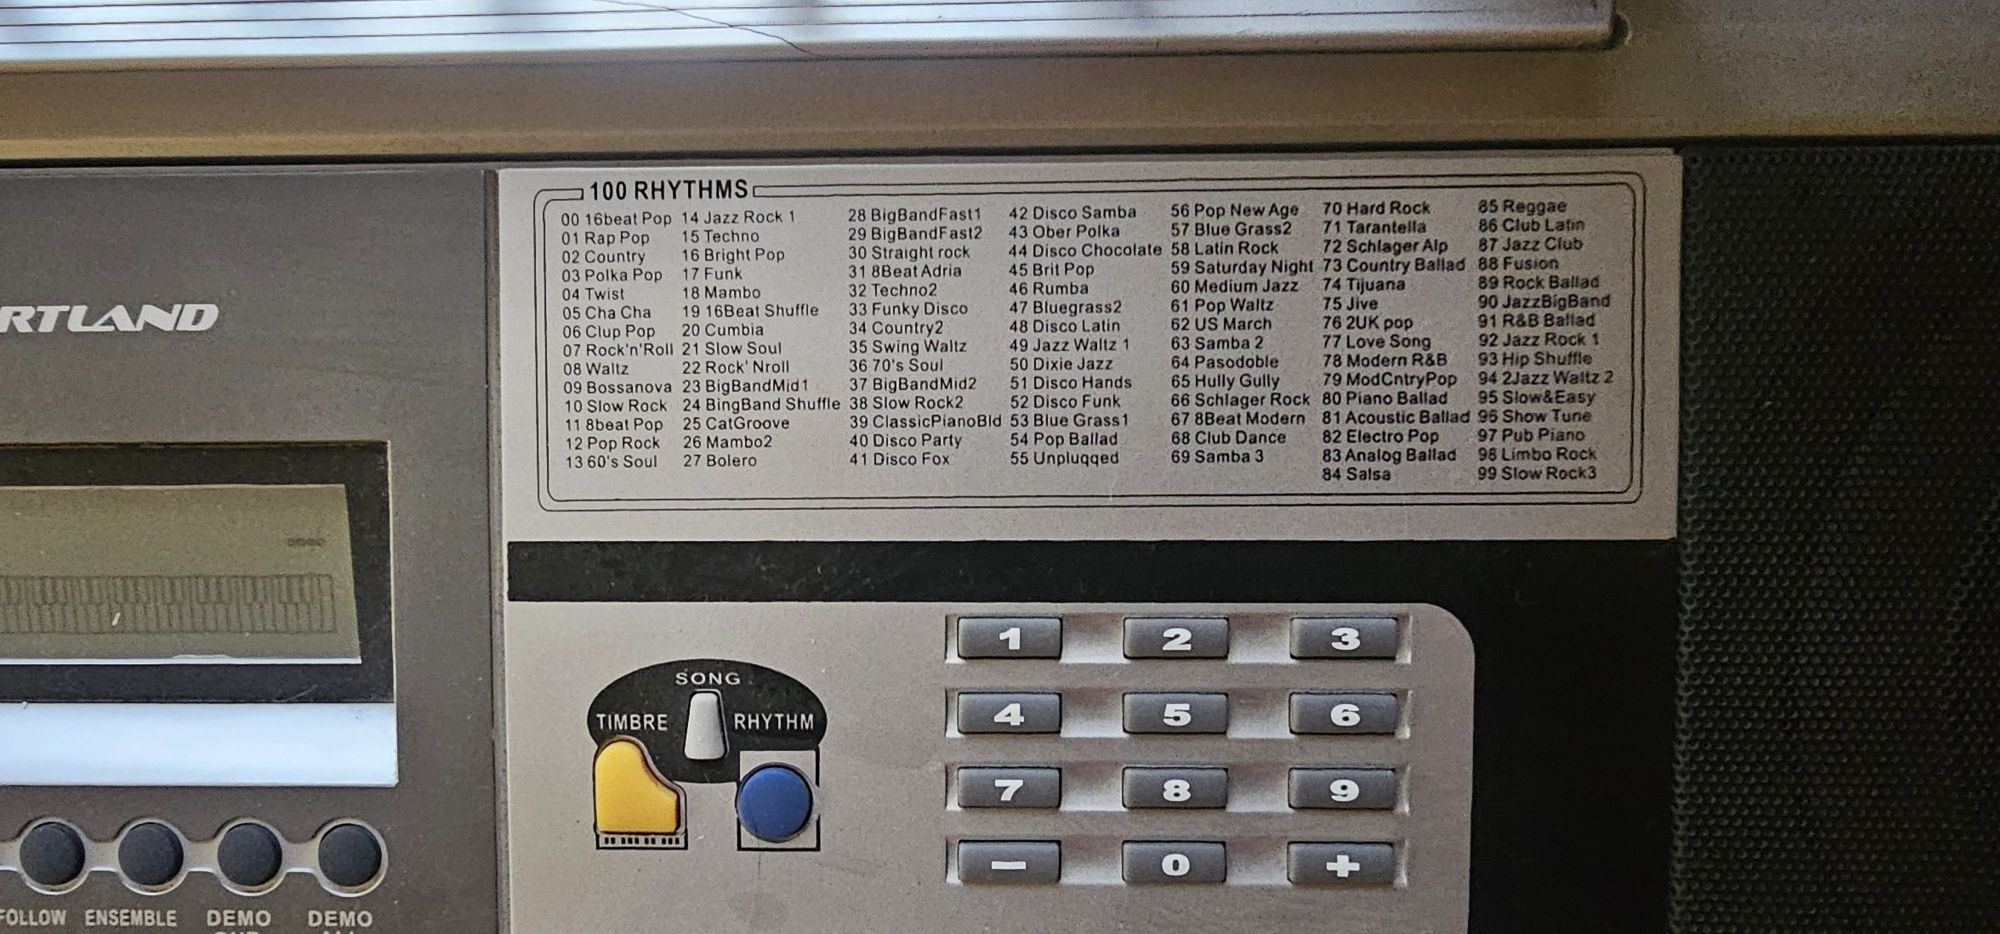 100 RHYTHMS
00 16beat Pop
01 Rap Pop
02 Country
03 Polka Pop
04 Twist
05 Cha Cha
06 Clup Pop
07 Rock'n'Roll
08 Waltz
09 Bossanova
10 Slow Rock
11 8beat Pop
12 Pop Rock
13 60's Soul
14 Jazz Rock 1
15 Techno
16 Bright Pop
17 Funk
18 Mambo
19 16Beat Shuffle
20 Cumbia
21 Slow Soul
22 Rock' Nroll
23 BigBandMid1
24 BingBand Shuffle
25 CatGroove
26 Mambo2
27 Bolero
28 BigBandFast1
29 BigBandFast2
30 Straight rock
31 8Beat Adria
32 Techno2
33 Funky Disco
34 Country2
35 Swing Waltz
36 70's Soul
37 BigBandMid2
38 Slow Rock2
39 ClassicPianoBld
40 Disco Party
41 Disco Fox
42 Disco Samba
43 Ober Polka
44 Disco Chocolate
45 Brit Pop
46 Rumba
47 Bluegrass2
48 Disco Latin
49 Jazz Waltz 1
50 Dixie Jazz
51 Disco Hands
52 Disco Funk
53 Blue Grass1
54 Pop Ballad
55 Unplugged
56 Pop New Age
57 Blue Grass2
58 Latin Rock
59 Saturday Night
60 Medium Jazz
61 Pop Waltz
62 US March
63 Samba 2
64 Pasodoble
65 Hully Gully
66 Schlager Rock
67 8Beat Modern
68 Club Dance
69 Samba 3
70 Hard Rock
71 Tarantella
72 Schlager Alp
73 Country Ballad
74 Tijuana
75 Jive
76 2UK pop
77 Love Song
78 Modern R&B
79 ModCntryPop
80 Piano Ballad
81 Acoustic Ballad
82 Electro Pop
83 Analog Ballad
84 Salsa
85 Reggae
86 Club Latin
87 Jazz Club
88 Fusion
89 Rock Ballad
90 JazzBigBand
91 R&B Ballad
92 Jazz Rock 1
93 Hip Shuffle
94 2Jazz Waltz 2
95 Slow&Easy
96 Show Tune
97 Pub Piano
98 Limbo Rock
99 Slow Rock3
RTLAND
SONG
TIMBRE RHYTHM
1 2 3
4 5 6
7 8 9
− 0 +
FOLLOW ENSEMBLE DEMO DEMO